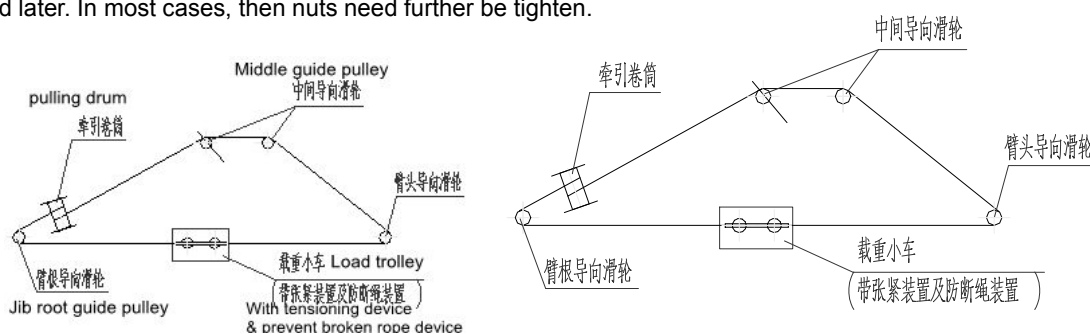 d later. In most cases, then nuts need further be tighten.
Middle guide pulley
中间导向滑轮
pulling drum
牵引卷筒
臂头导向滑轮
载重小车 Load trolley
（带张紧装置及防断绳装置）
With tensioning device
& prevent broken rope device
臂根导向滑轮
Jib root guide pulley
中间导向滑轮
牵引卷筒
臂头导向滑轮
载重小车
（带张紧装置及防断绳装置）
臂根导向滑轮